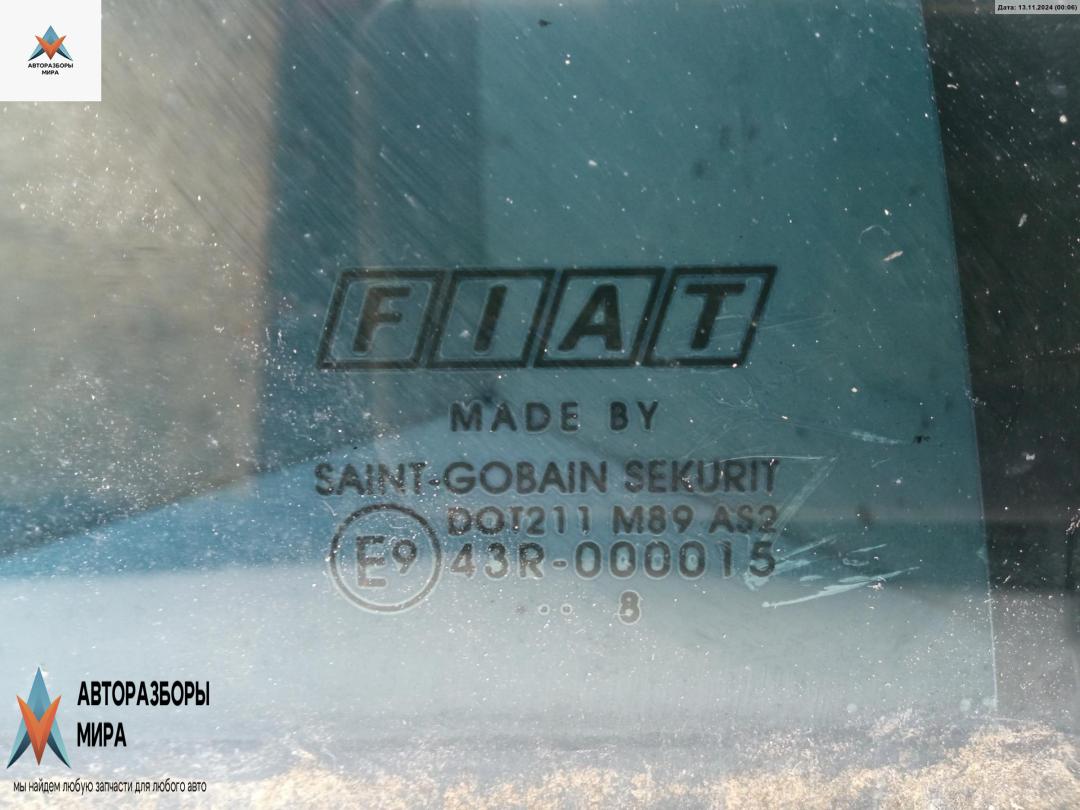 Дата: 13.11.2024 (00:06)
АВТОРАЗБОРЫ
МИРА
FIAT
MADE BY
SAINT-GOBAIN SEKURIT
DOT211 M89 AS2
E9 43R-000015
... 8
АВТОРАЗБОРЫ
МИРА
мы найдем любую запчасти для любого авто